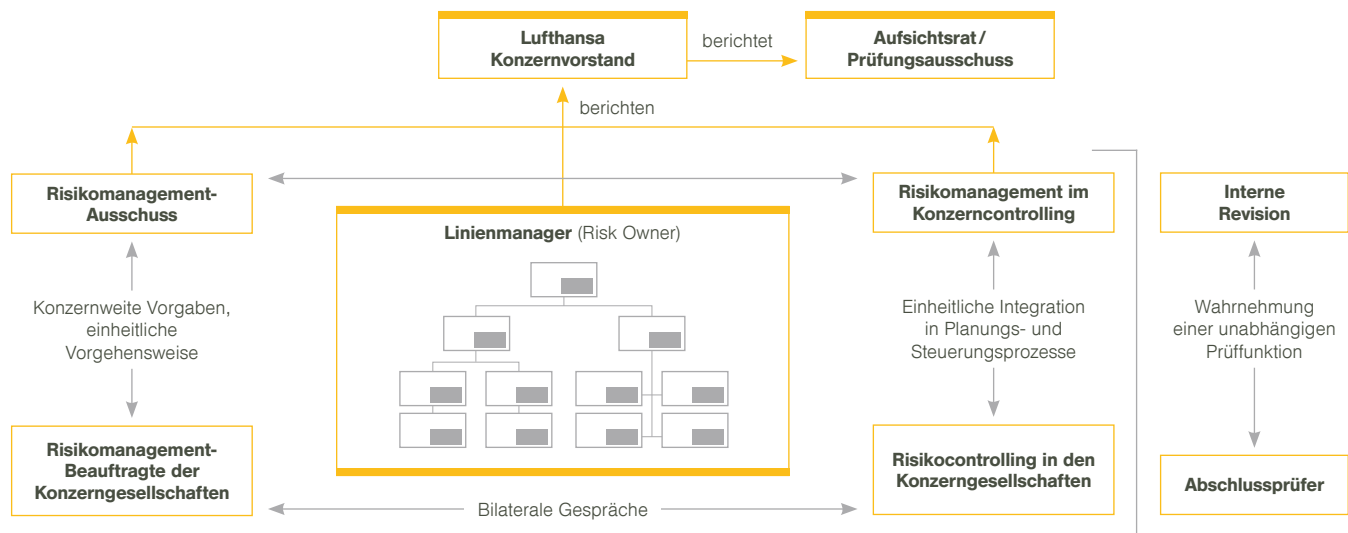 Lufthansa
Konzernvorstand
berichtet
Aufsichtsrat/
Prüfungsausschuss
berichten
Risikomanagement-
Ausschuss
Risikomanagement im
Konzerncontrolling
Interne
Revision
Linienmanager (Risk Owner)
Konzernweite Vorgaben,
einheitliche
Vorgehensweise
Einheitliche Integration
in Planungs- und
Steuerungsprozesse
Wahrnehmung
einer unabhängigen
Prüffunktion
Risikomanagement-
Beauftragte der
Konzerngesellschaften
Risikocontrolling in den
Konzerngesellschaften
Abschlussprüfer
Bilaterale Gespräche